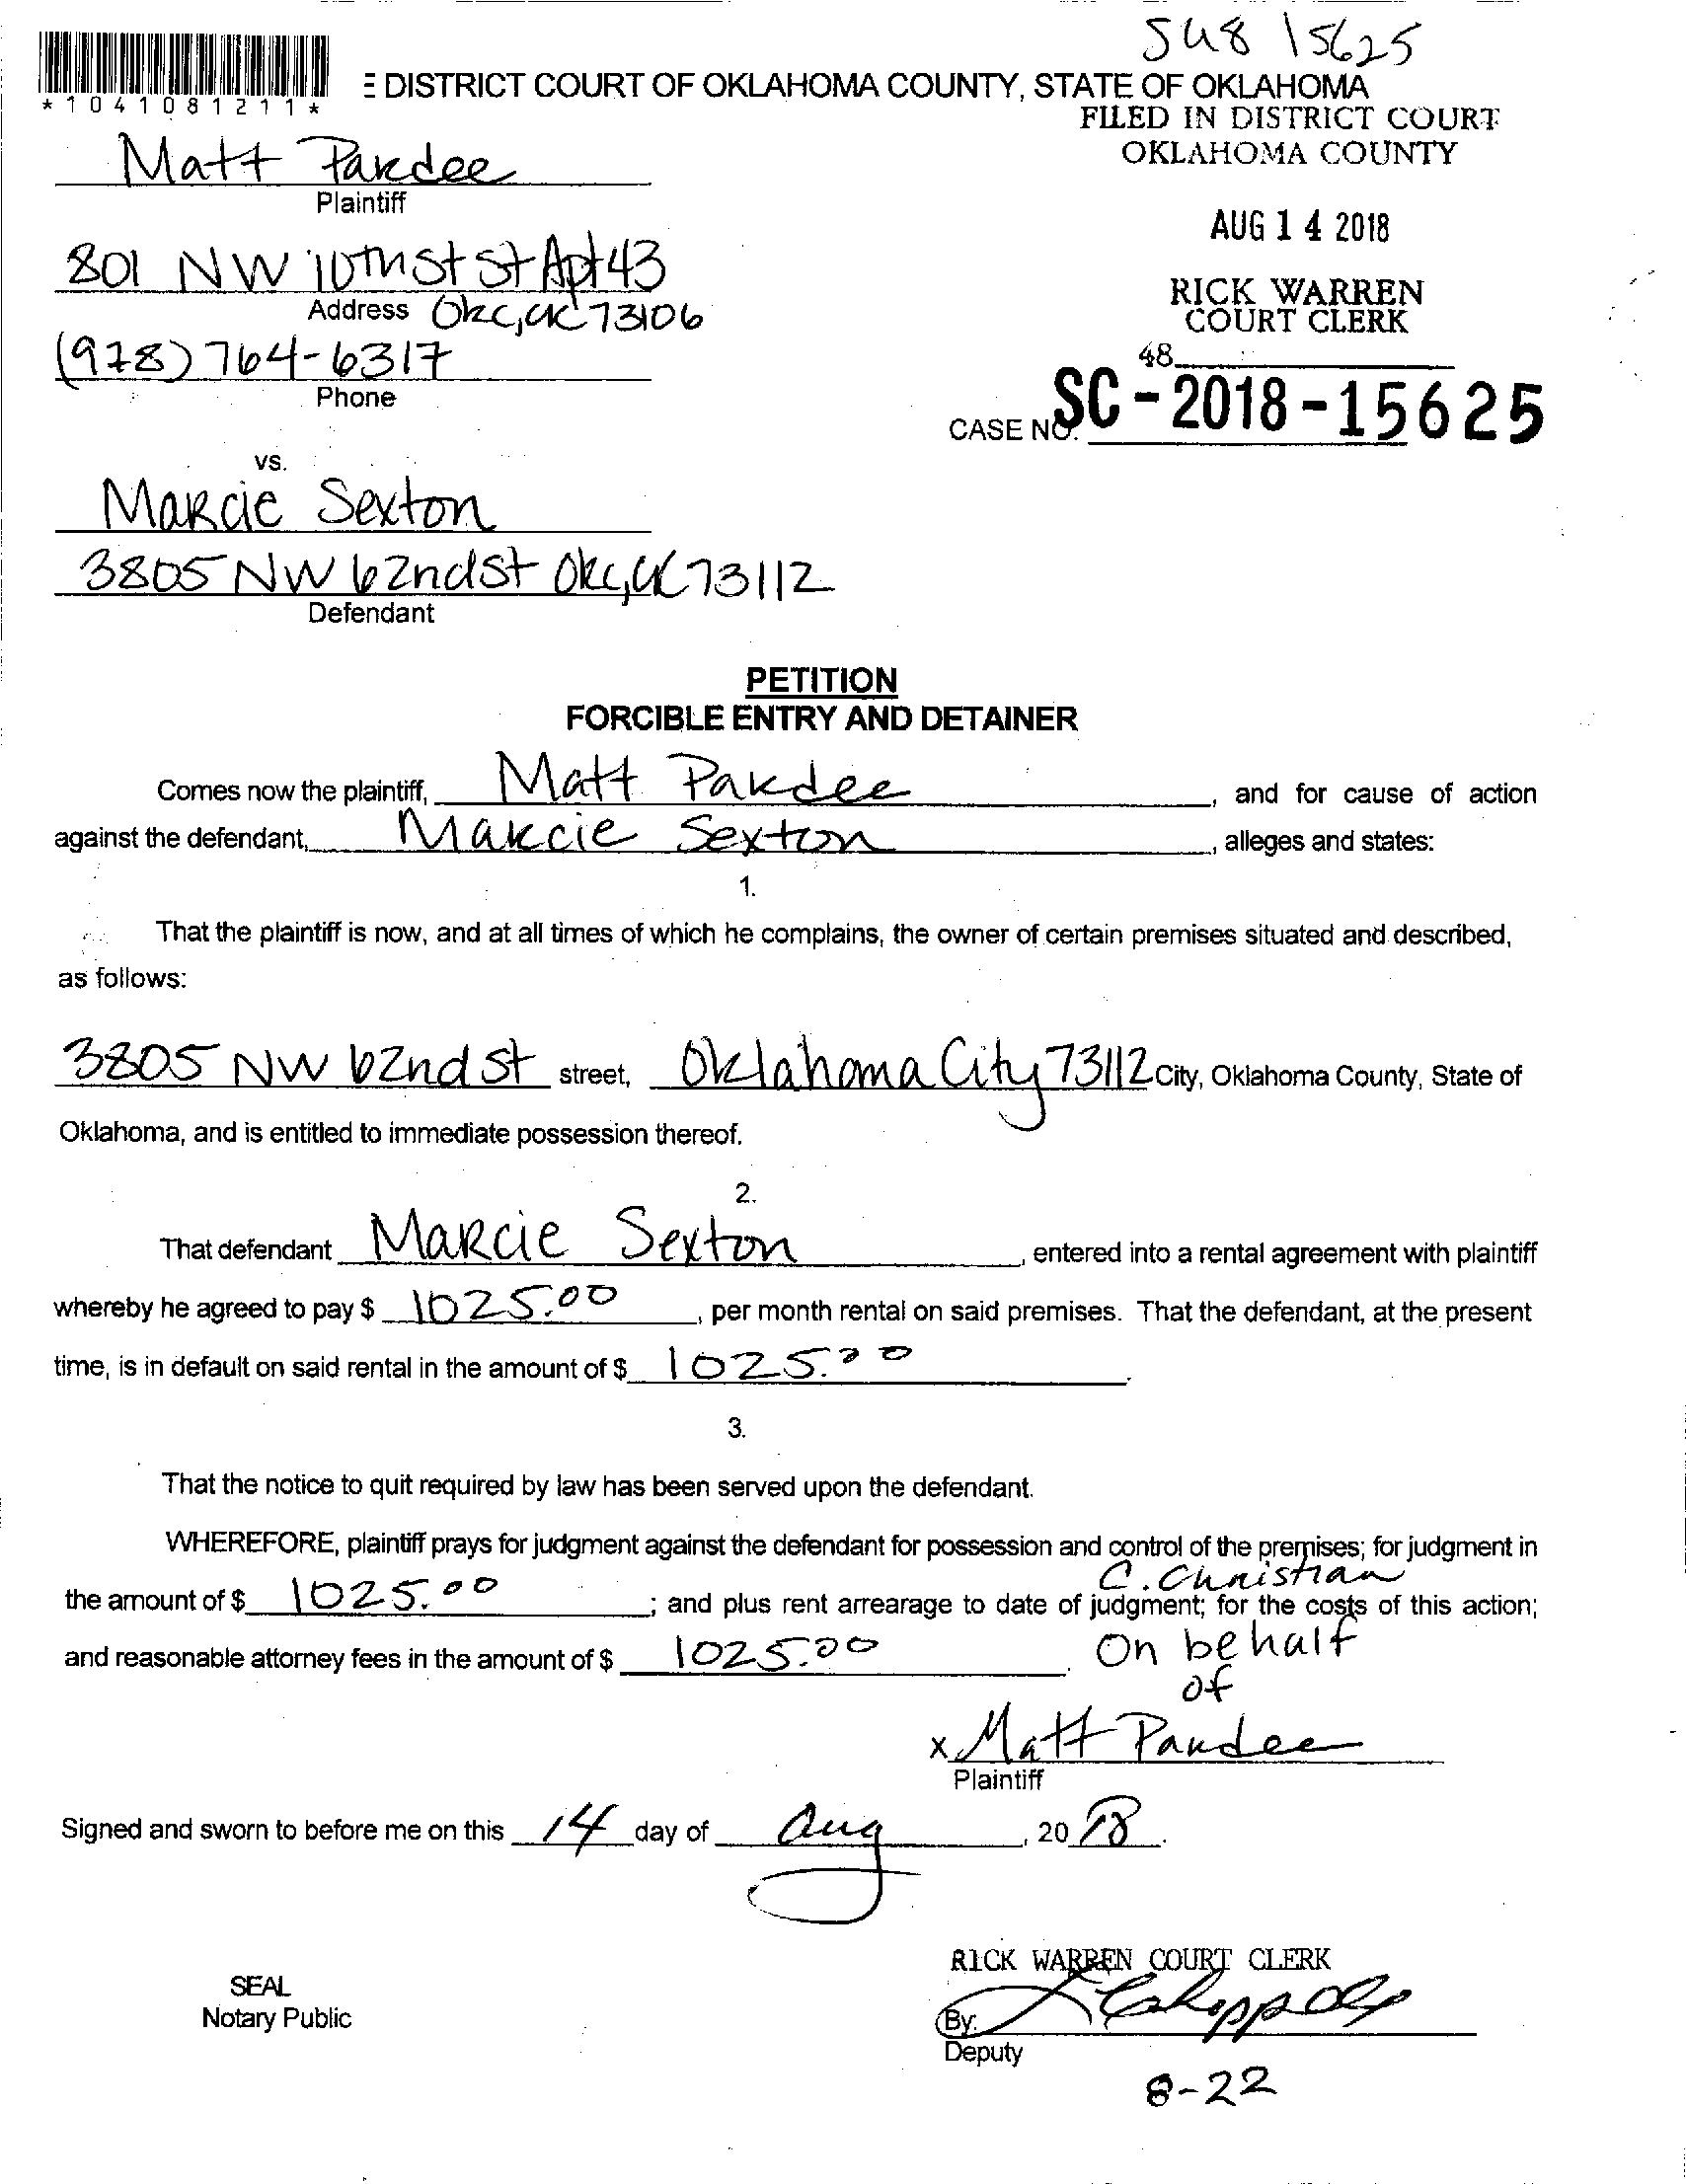 SU8 15625
E DISTRICT COURT OF OKLAHOMA COUNTY, STATE OF OKLAHOMA
*1041081211*
FILED IN DISTRICT COURT
OKLAHOMA COUNTY
Matt Pardee
Plaintiff
AUG 14 2018
801 NW 10th St St Apt 43
Address Okc, OK 73106
RICK WARREN
COURT CLERK
(978) 764-6317
Phone
48
CASE NO. SC-2018-15625
vs.
Marcie Sexton
3805 NW 62nd St Okc, OK 73112
Defendant
PETITION
FORCIBLE ENTRY AND DETAINER
Comes now the plaintiff, Matt Pardee, and for cause of action
against the defendant, Marcie Sexton, alleges and states:
1.
That the plaintiff is now, and at all times of which he complains, the owner of certain premises situated and described,
as follows:
3805 NW 62nd St street, Oklahoma City 73112 City, Oklahoma County, State of
Oklahoma, and is entitled to immediate possession thereof.
2.
That defendant Marcie Sexton, entered into a rental agreement with plaintiff
whereby he agreed to pay $ 1025.00, per month rental on said premises. That the defendant, at the present
time, is in default on said rental in the amount of $ 1025.00.
3.
That the notice to quit required by law has been served upon the defendant.
WHEREFORE, plaintiff prays for judgment against the defendant for possession and control of the premises; for judgment in
the amount of $ 1025.00; and plus rent arrearage to date of judgment; for the costs of this action;
and reasonable attorney fees in the amount of $ 1025.00.
C. Christian
On behalf
of
x Matt Pardee
Plaintiff
Signed and sworn to before me on this 14 day of Aug, 20 18.
RICK WARREN COURT CLERK
SEAL
Notary Public
By:
Deputy
8-22